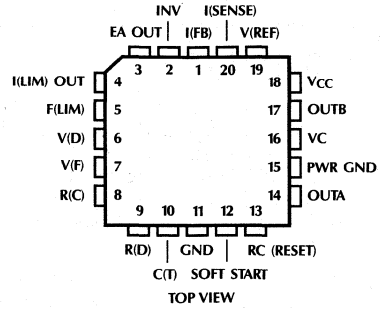 INV I(SENSE)
EA OUT I(FB) V(REF)
3 2 1 20 19
I(LIM) OUT 4 18 VCC
F(LIM) 5 17 OUTB
V(D) 6 16 VC
V(F) 7 15 PWR GND
R(C) 8 14 OUTA
9 10 11 12 13
R(D) GND RC (RESET)
C(T) SOFT START
TOP VIEW